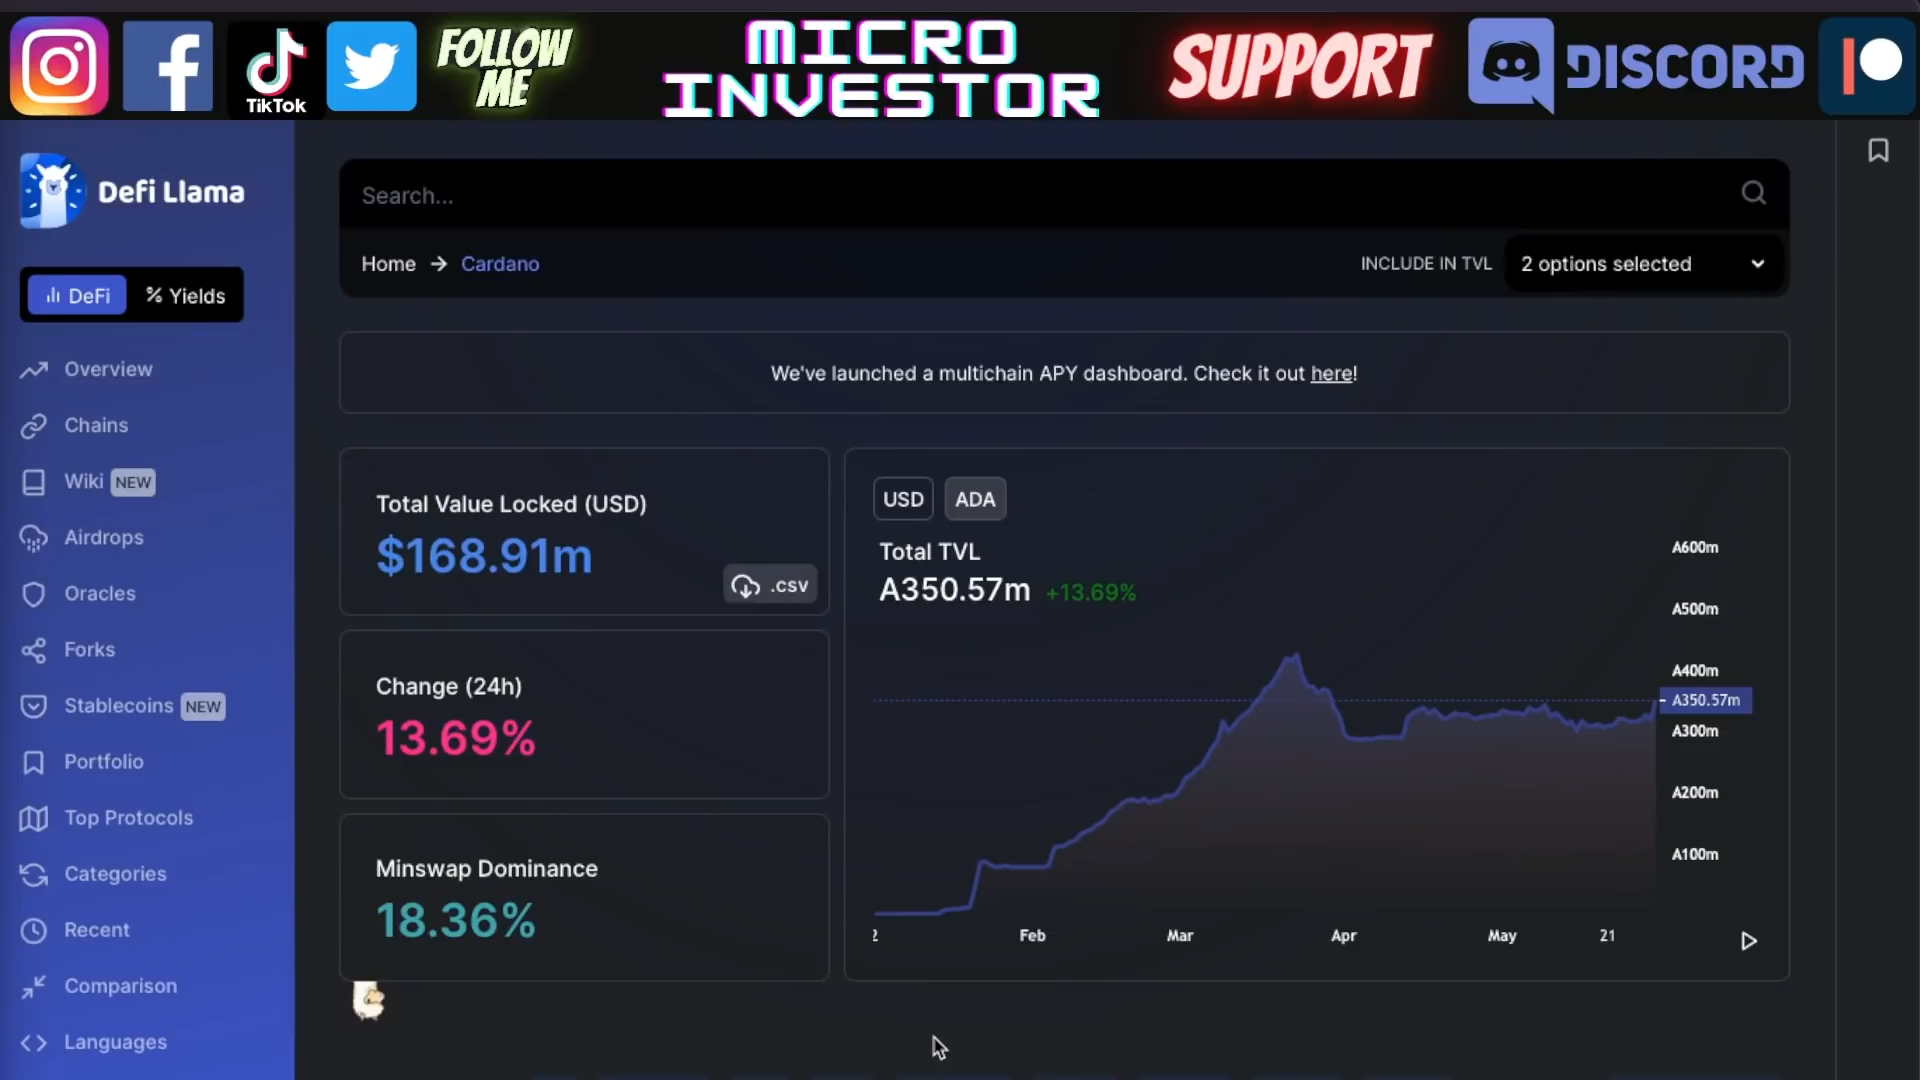 TikTok
FOLLOW
ME
MICRO
INVESTOR
SUPPORT
DISCORD
Defi Llama
DeFi
% Yields
Overview
Chains
Wiki NEW
Airdrops
Oracles
Forks
Stablecoins NEW
Portfolio
Top Protocols
Categories
Recent
Comparison
Languages
Search...
Home → Cardano
INCLUDE IN TVL
2 options selected
We've launched a multichain APY dashboard. Check it out here!
Total Value Locked (USD)
$168.91m
.csv
Change (24h)
13.69%
Minswap Dominance
18.36%
USD ADA
Total TVL
A350.57m +13.69%
A600m
A500m
A400m
A350.57m
A300m
A200m
A100m
2 Feb Mar Apr May 21